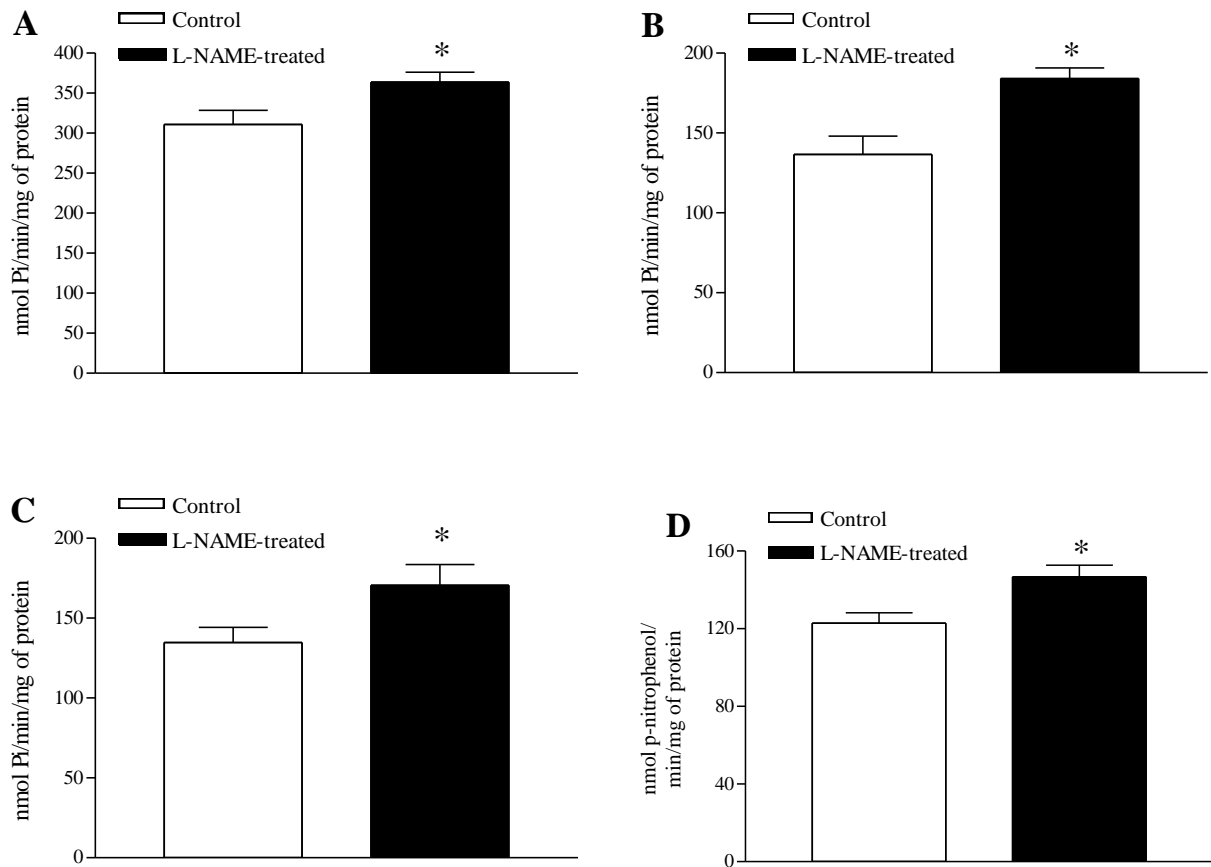 A
Control
L-NAME-treated
*
400
350
300
250
200
150
100
50
0
nmol Pi/min/mg of protein
B
Control
L-NAME-treated
*
200
150
100
50
0
nmol Pi/min/mg of protein
C
Control
L-NAME-treated
*
200
150
100
50
0
nmol Pi/min/mg of protein
D
Control
L-NAME-treated
*
160
120
80
40
0
nmol p-nitrophenol/
min/mg of protein